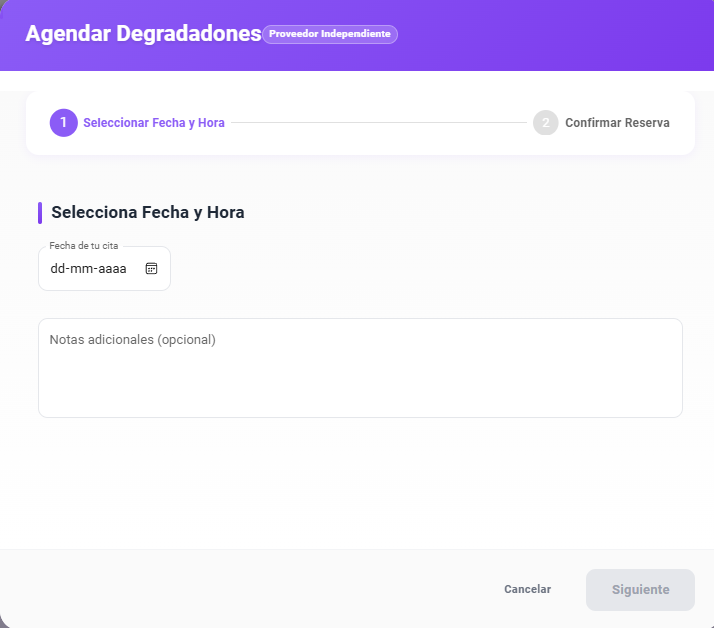 Agendar Degradadones Proveedor Independiente
1 Seleccionar Fecha y Hora 2 Confirmar Reserva
Selecciona Fecha y Hora
Fecha de tu cita
dd-mm-aaaa
Notas adicionales (opcional)
Cancelar Siguiente